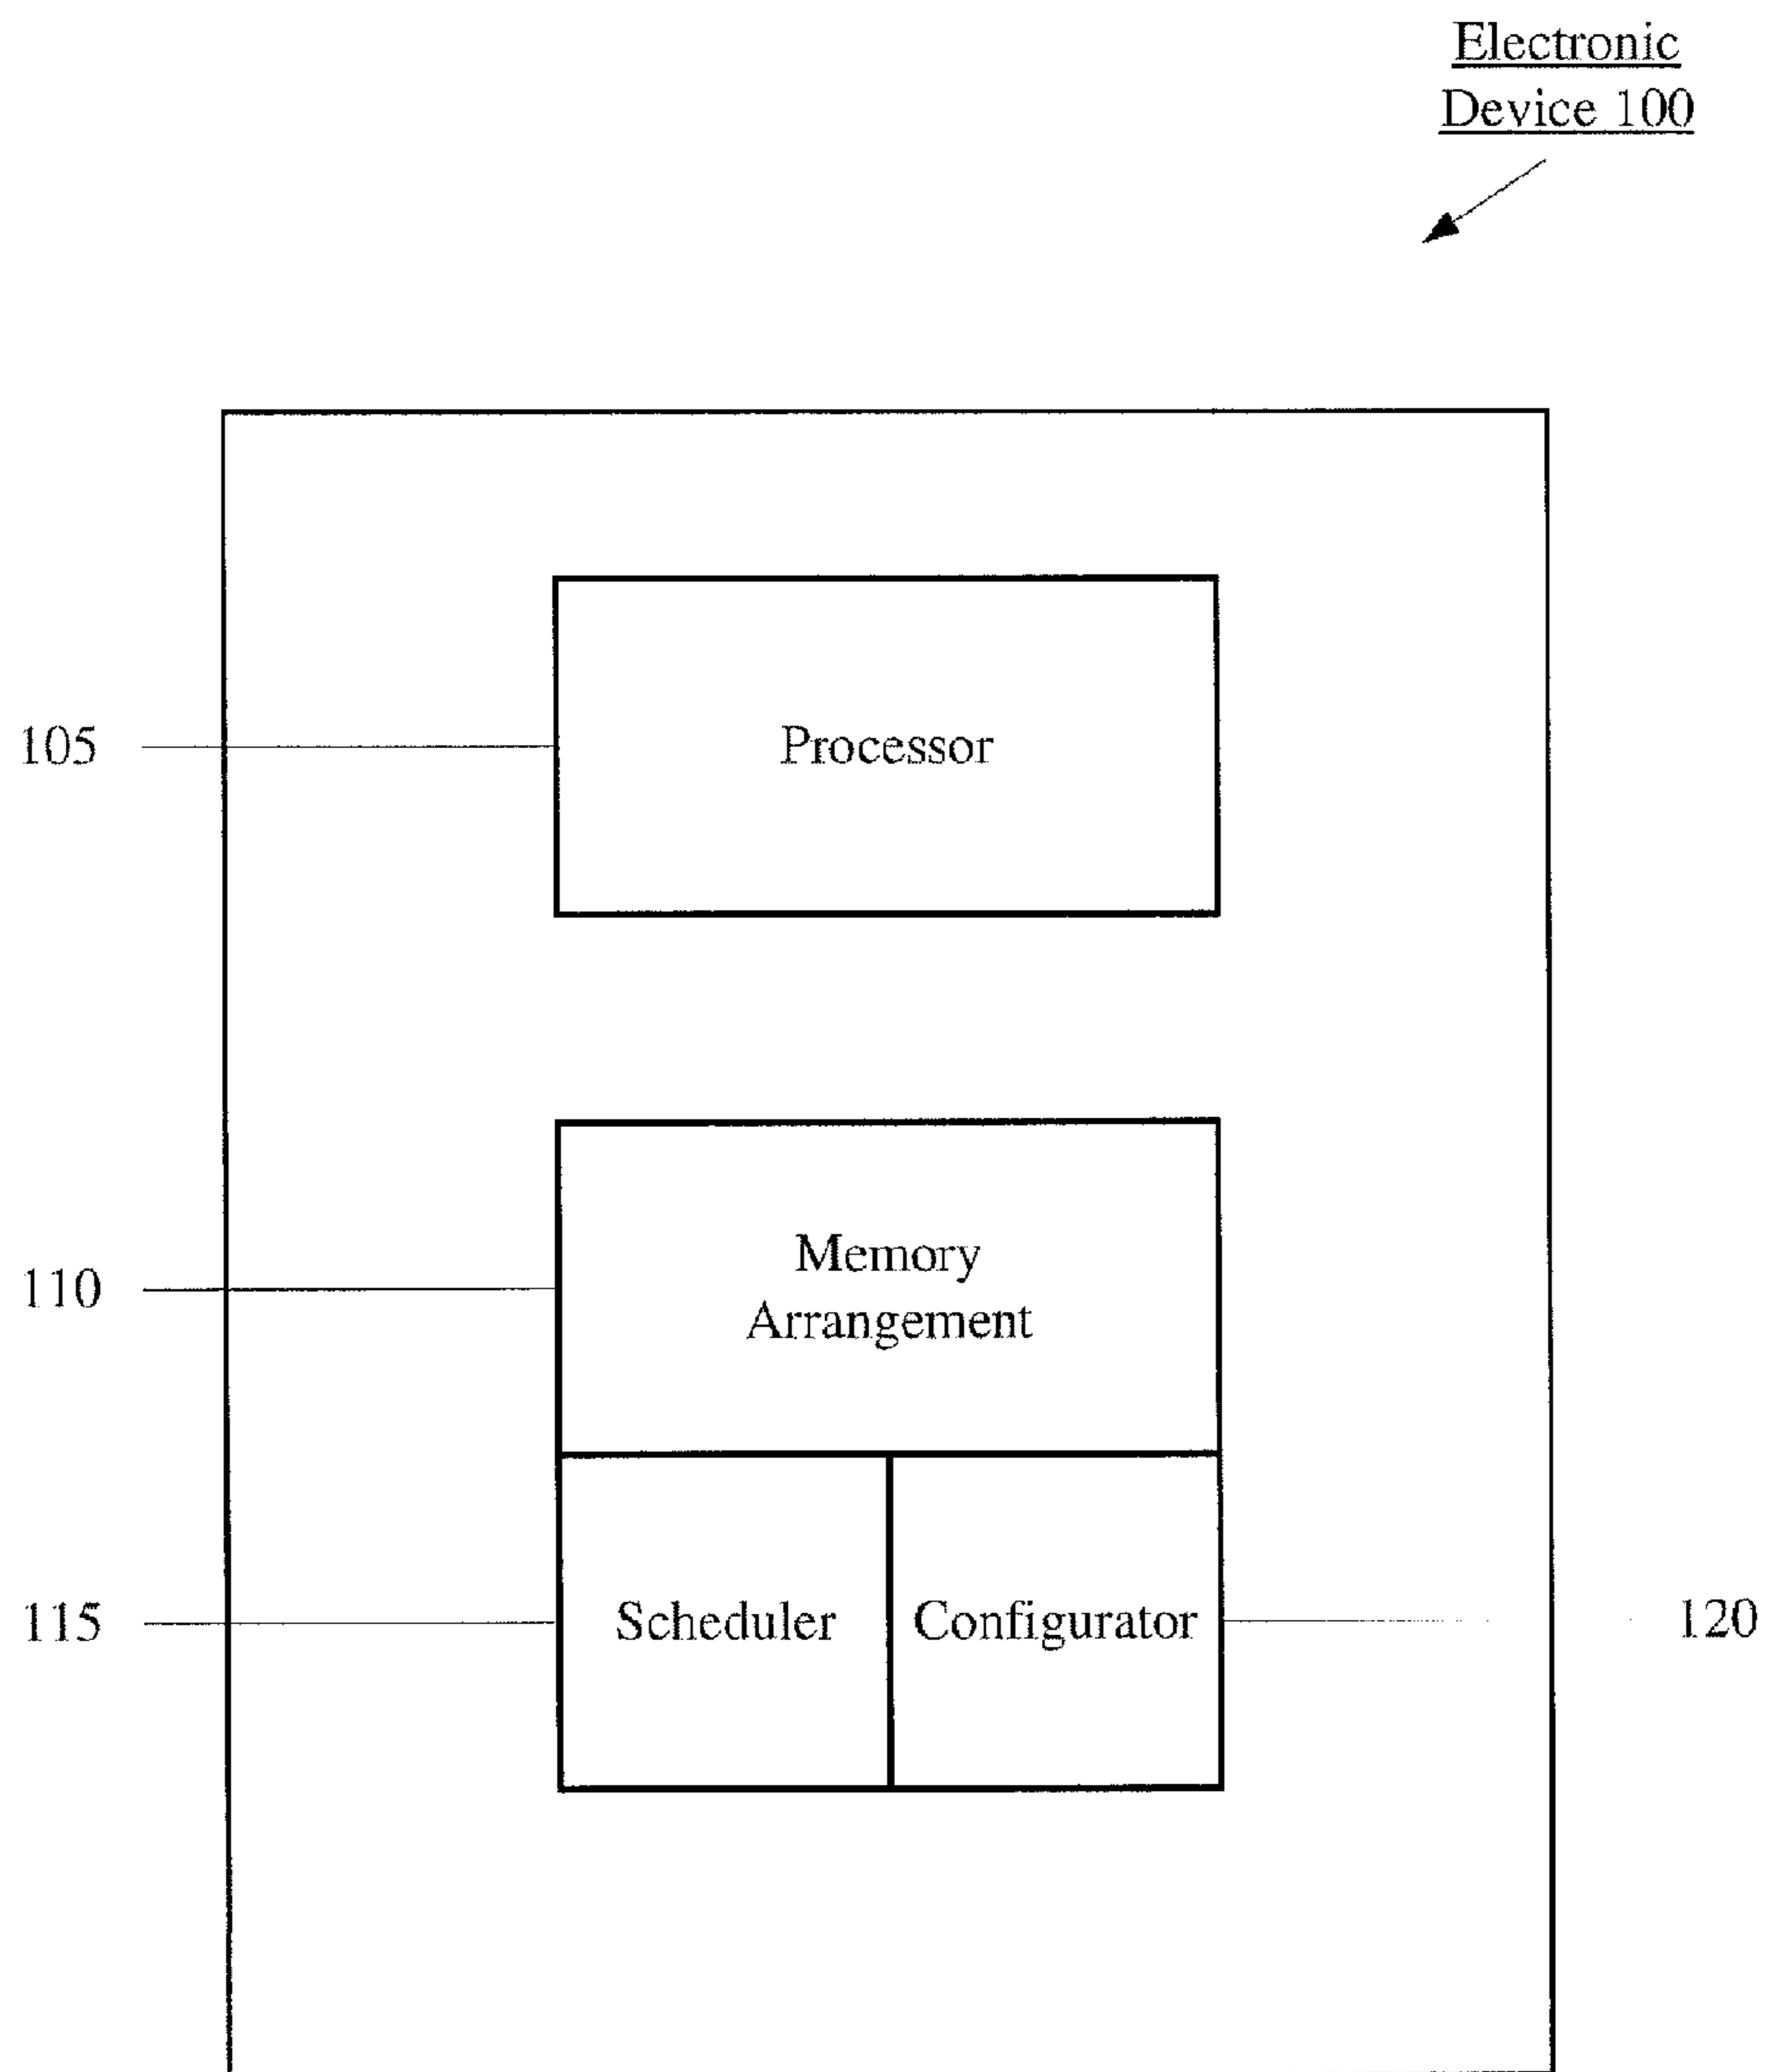 Electronic
Device 100
105
Processor
110
Memory
Arrangement
115
Scheduler
Configurator
120